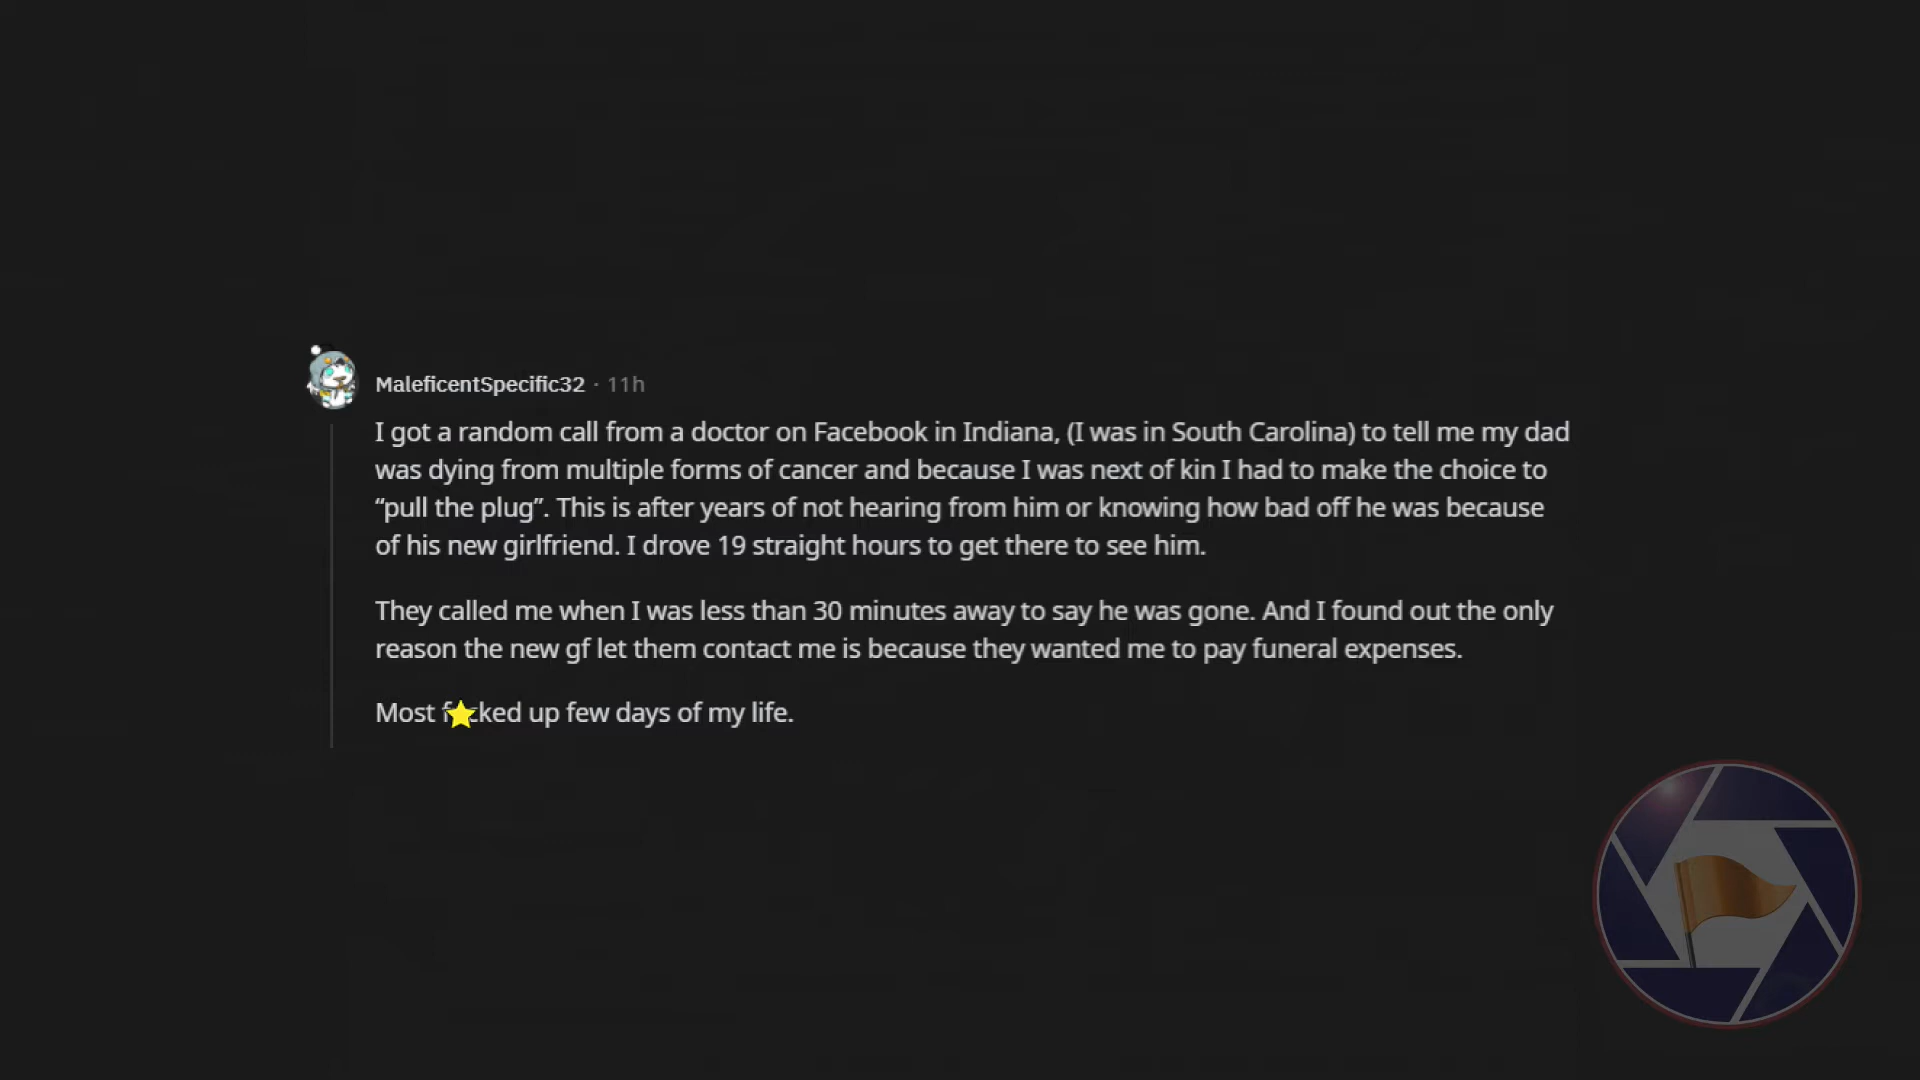 MaleficentSpecific32 · 11h
I got a random call from a doctor on Facebook in Indiana, (I was in South Carolina) to tell me my dad
was dying from multiple forms of cancer and because I was next of kin I had to make the choice to
“pull the plug”. This is after years of not hearing from him or knowing how bad off he was because
of his new girlfriend. I drove 19 straight hours to get there to see him.
They called me when I was less than 30 minutes away to say he was gone. And I found out the only
reason the new gf let them contact me is because they wanted me to pay funeral expenses.
Most f⭐cked up few days of my life.